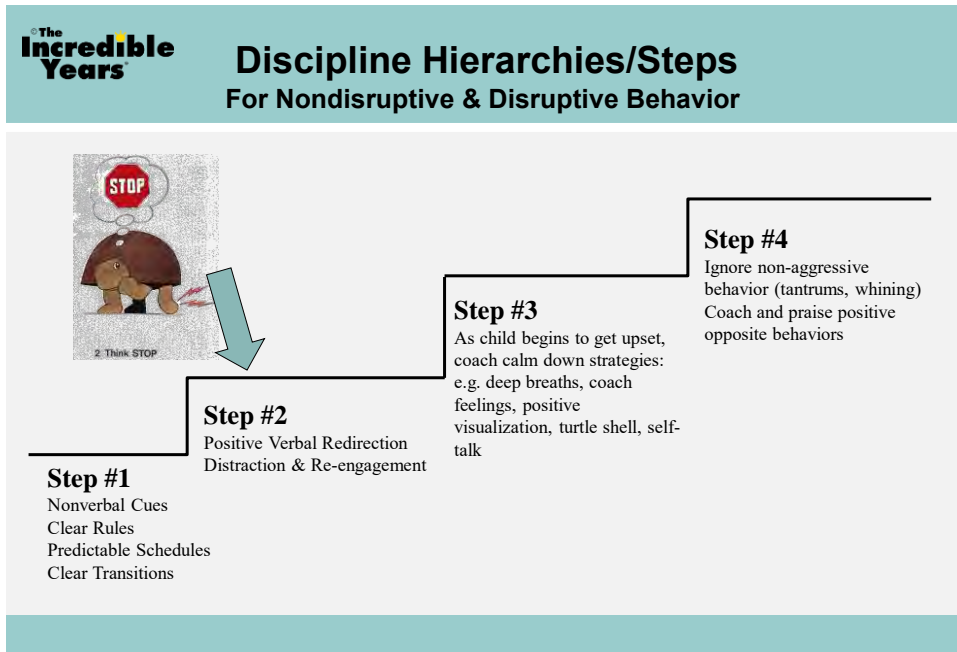 ©The
Incredible
Years®
Discipline Hierarchies/Steps
For Nondisruptive & Disruptive Behavior
STOP
2 Think STOP
Step #1
Nonverbal Cues
Clear Rules
Predictable Schedules
Clear Transitions
Step #2
Positive Verbal Redirection
Distraction & Re-engagement
Step #3
As child begins to get upset,
coach calm down strategies:
e.g. deep breaths, coach
feelings, positive
visualization, turtle shell, self-
talk
Step #4
Ignore non-aggressive
behavior (tantrums, whining)
Coach and praise positive
opposite behaviors